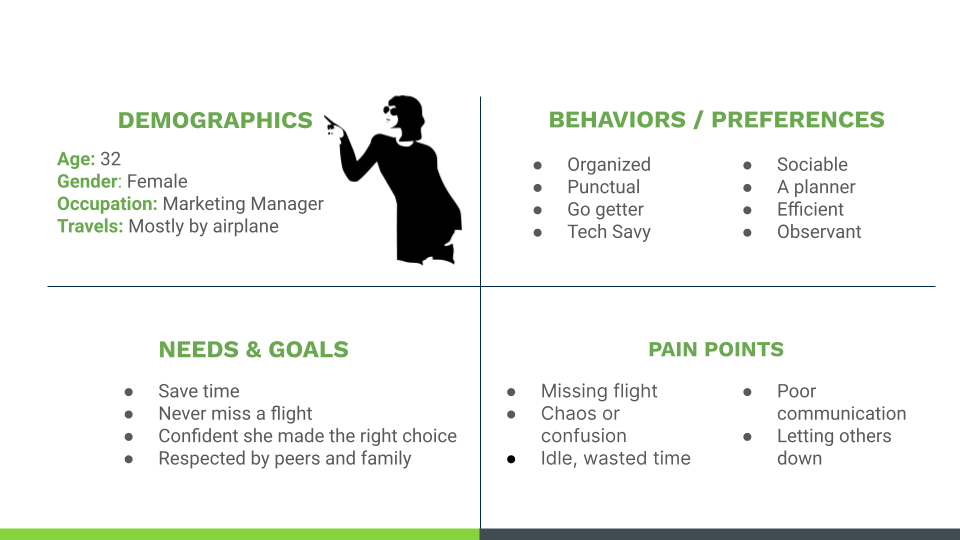 DEMOGRAPHICS
Age: 32
Gender: Female
Occupation: Marketing Manager
Travels: Mostly by airplane
BEHAVIORS / PREFERENCES
● Organized
● Punctual
● Go getter
● Tech Savy
● Sociable
● A planner
● Efficient
● Observant
NEEDS & GOALS
● Save time
● Never miss a flight
● Confident she made the right choice
● Respected by peers and family
PAIN POINTS
● Missing flight
● Chaos or
confusion
● Idle, wasted time
● Poor
communication
● Letting others
down